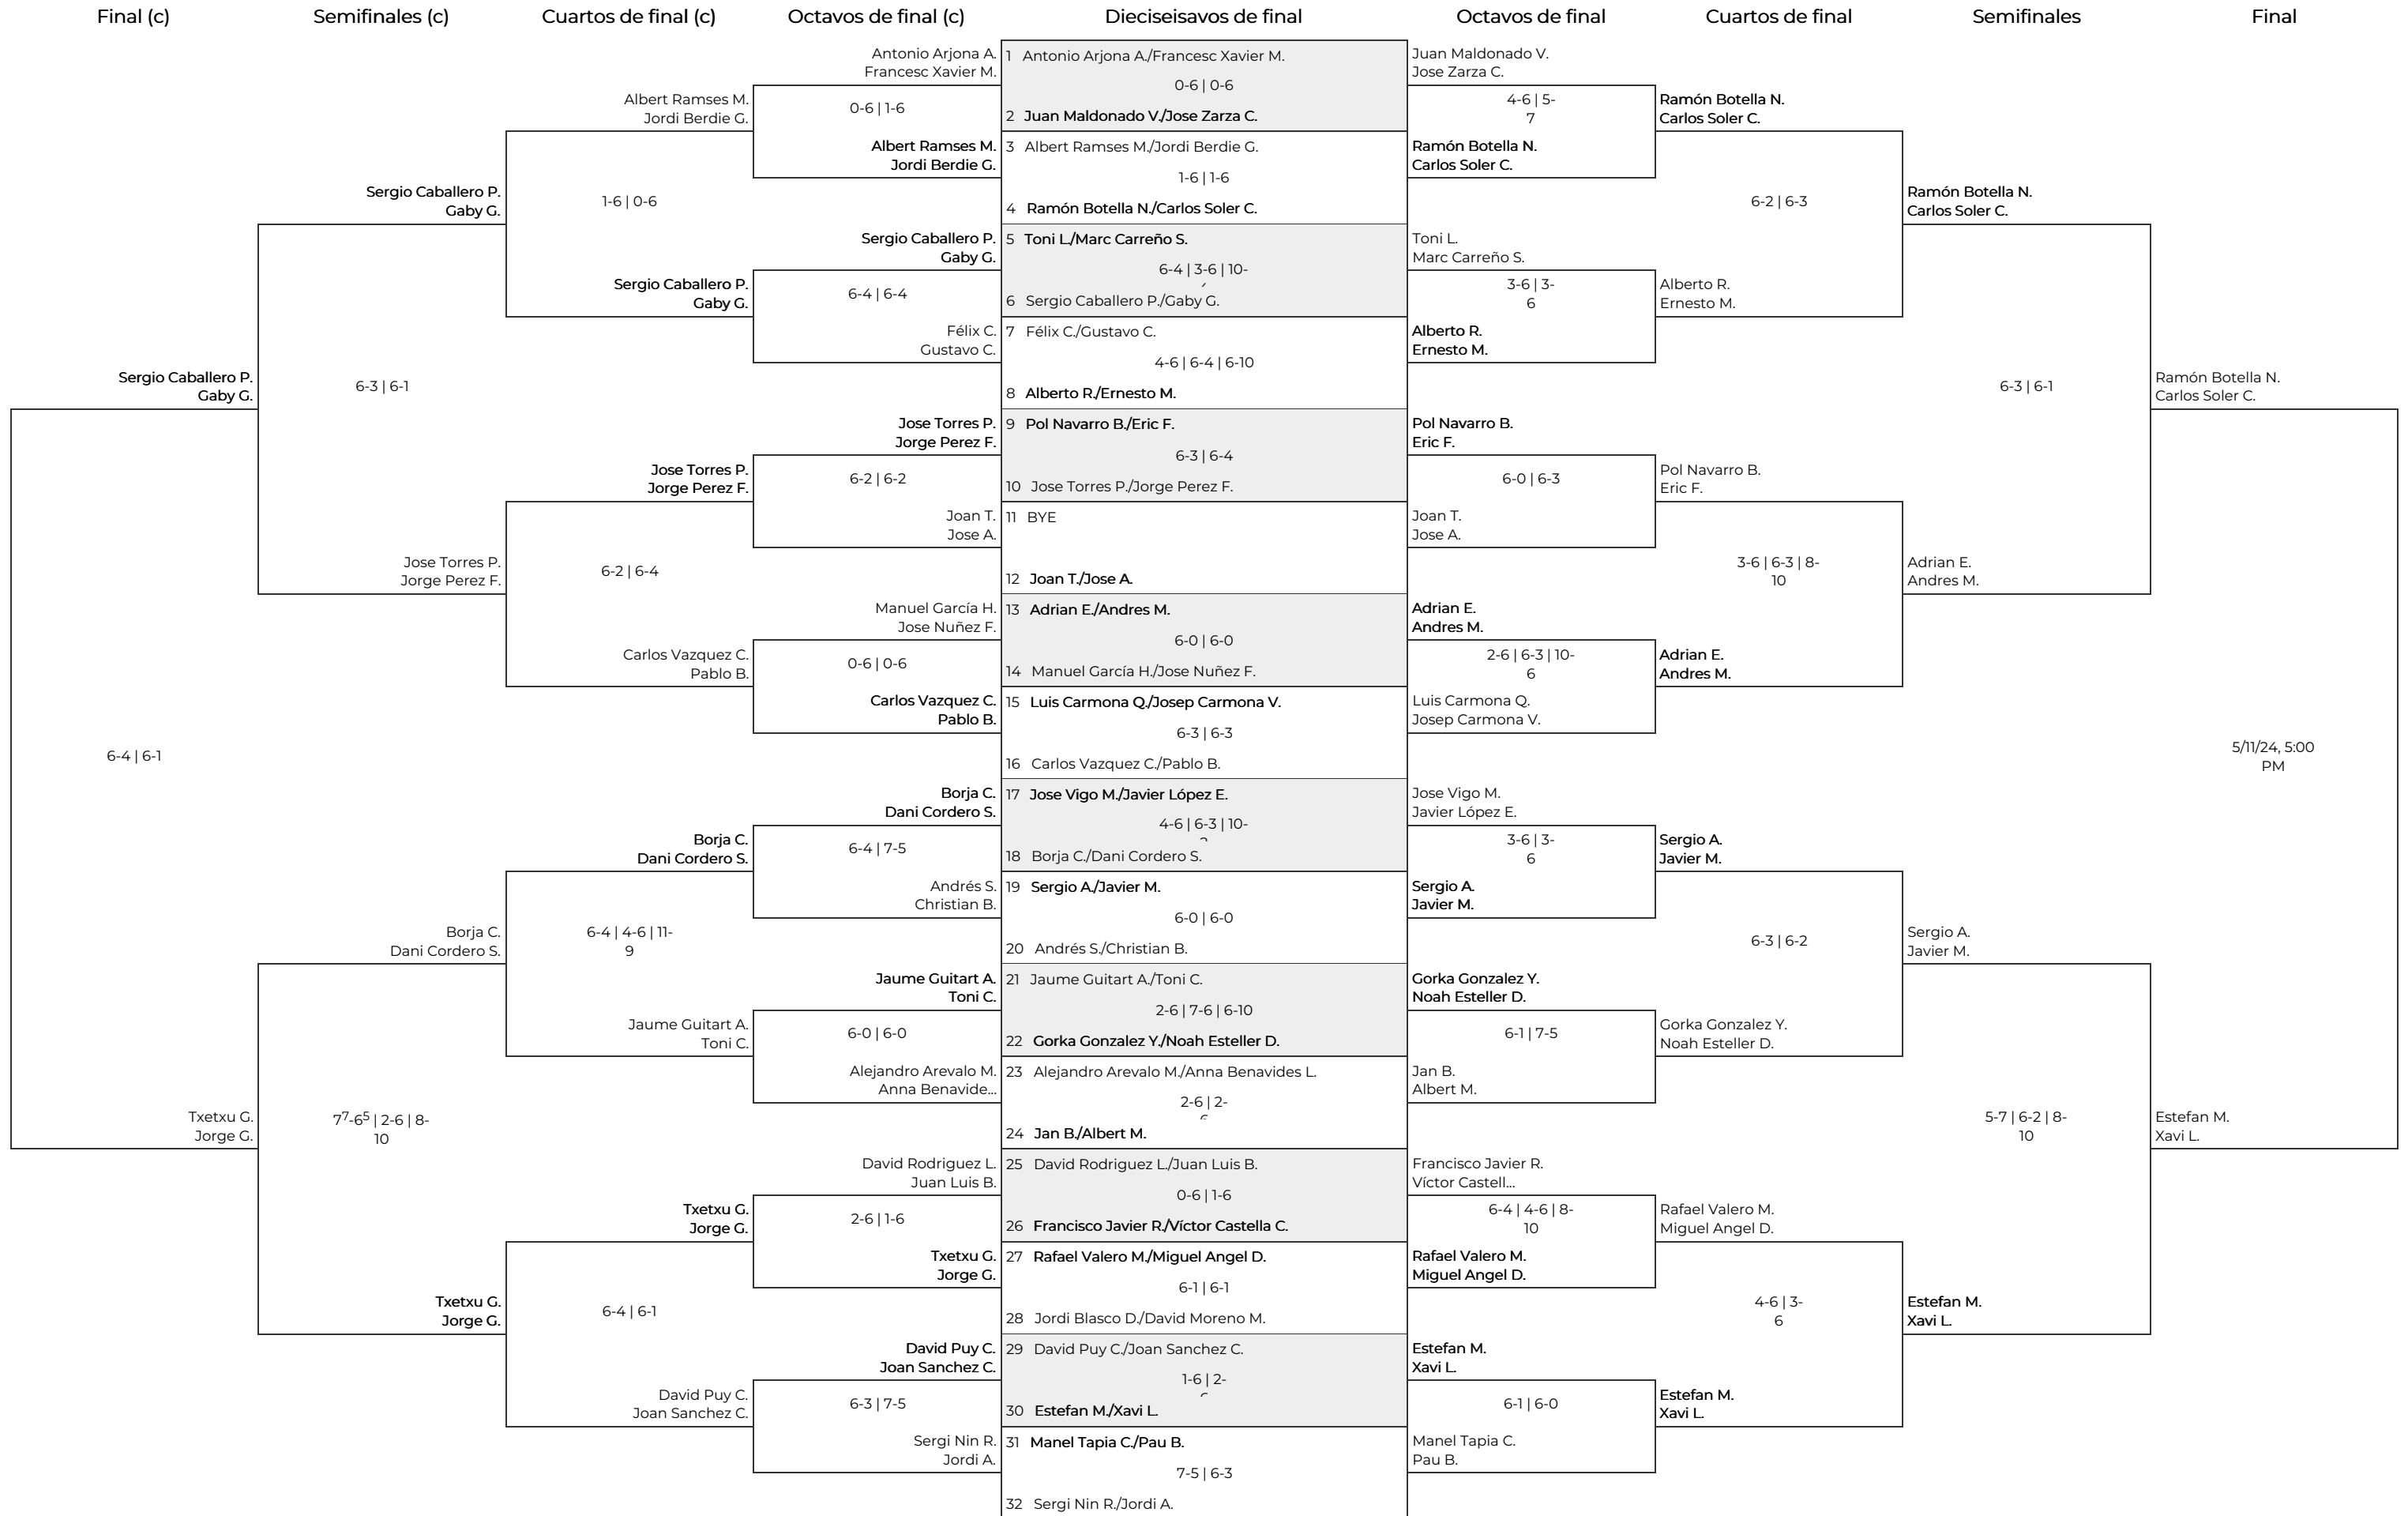 Final (c)
Semifinales (c)
Cuartos de final (c)
Octavos de final (c)
Dieciseisavos de final
Octavos de final
Cuartos de final
Semifinales
Final
Sergio Caballero P.
Gaby G.
6-4 | 6-1
Txetxu G.
Jorge G.
Sergio Caballero P.
Gaby G.
6-3 | 6-1
Jose Torres P.
Jorge Perez F.
Borja C.
Dani Cordero S.
7⁷-6⁵ | 2-6 | 8-
10
Txetxu G.
Jorge G.
Albert Ramses M.
Jordi Berdie G.
1-6 | 0-6
Sergio Caballero P.
Gaby G.
Jose Torres P.
Jorge Perez F.
6-2 | 6-4
Carlos Vazquez C.
Pablo B.
Borja C.
Dani Cordero S.
6-4 | 4-6 | 11-
9
Jaume Guitart A.
Toni C.
Txetxu G.
Jorge G.
6-4 | 6-1
David Puy C.
Joan Sanchez C.
Antonio Arjona A.
Francesc Xavier M.
0-6 | 1-6
Albert Ramses M.
Jordi Berdie G.
Sergio Caballero P.
Gaby G.
6-4 | 6-4
Félix C.
Gustavo C.
Jose Torres P.
Jorge Perez F.
6-2 | 6-2
Joan T.
Jose A.
Manuel García H.
Jose Nuñez F.
0-6 | 0-6
Carlos Vazquez C.
Pablo B.
Borja C.
Dani Cordero S.
6-4 | 7-5
Andrés S.
Christian B.
Jaume Guitart A.
Toni C.
6-0 | 6-0
Alejandro Arevalo M.
Anna Benavide...
David Rodriguez L.
Juan Luis B.
2-6 | 1-6
Txetxu G.
Jorge G.
David Puy C.
Joan Sanchez C.
6-3 | 7-5
Sergi Nin R.
Jordi A.
1 Antonio Arjona A./Francesc Xavier M.
0-6 | 0-6
2 Juan Maldonado V./Jose Zarza C.
3 Albert Ramses M./Jordi Berdie G.
1-6 | 1-6
4 Ramón Botella N./Carlos Soler C.
5 Toni L./Marc Carreño S.
6-4 | 3-6 | 10-
6 Sergio Caballero P./Gaby G.
7 Félix C./Gustavo C.
4-6 | 6-4 | 6-10
8 Alberto R./Ernesto M.
9 Pol Navarro B./Eric F.
6-3 | 6-4
10 Jose Torres P./Jorge Perez F.
11 BYE
12 Joan T./Jose A.
13 Adrian E./Andres M.
6-0 | 6-0
14 Manuel García H./Jose Nuñez F.
15 Luis Carmona Q./Josep Carmona V.
6-3 | 6-3
16 Carlos Vazquez C./Pablo B.
17 Jose Vigo M./Javier López E.
4-6 | 6-3 | 10-
18 Borja C./Dani Cordero S.
19 Sergio A./Javier M.
6-0 | 6-0
20 Andrés S./Christian B.
21 Jaume Guitart A./Toni C.
2-6 | 7-6 | 6-10
22 Gorka Gonzalez Y./Noah Esteller D.
23 Alejandro Arevalo M./Anna Benavides L.
2-6 | 2-
24 Jan B./Albert M.
25 David Rodriguez L./Juan Luis B.
0-6 | 1-6
26 Francisco Javier R./Víctor Castella C.
27 Rafael Valero M./Miguel Angel D.
6-1 | 6-1
28 Jordi Blasco D./David Moreno M.
29 David Puy C./Joan Sanchez C.
1-6 | 2-
30 Estefan M./Xavi L.
31 Manel Tapia C./Pau B.
7-5 | 6-3
32 Sergi Nin R./Jordi A.
Juan Maldonado V.
Jose Zarza C.
4-6 | 5-
7
Ramón Botella N.
Carlos Soler C.
Toni L.
Marc Carreño S.
3-6 | 3-
6
Alberto R.
Ernesto M.
Pol Navarro B.
Eric F.
6-0 | 6-3
Joan T.
Jose A.
Adrian E.
Andres M.
2-6 | 6-3 | 10-
6
Luis Carmona Q.
Josep Carmona V.
Jose Vigo M.
Javier López E.
3-6 | 3-
6
Sergio A.
Javier M.
Gorka Gonzalez Y.
Noah Esteller D.
6-1 | 7-5
Jan B.
Albert M.
Francisco Javier R.
Víctor Castell...
6-4 | 4-6 | 8-
10
Rafael Valero M.
Miguel Angel D.
Estefan M.
Xavi L.
6-1 | 6-0
Manel Tapia C.
Pau B.
Ramón Botella N.
Carlos Soler C.
6-2 | 6-3
Alberto R.
Ernesto M.
Pol Navarro B.
Eric F.
3-6 | 6-3 | 8-
10
Adrian E.
Andres M.
Sergio A.
Javier M.
6-3 | 6-2
Gorka Gonzalez Y.
Noah Esteller D.
Rafael Valero M.
Miguel Angel D.
4-6 | 3-
6
Estefan M.
Xavi L.
Ramón Botella N.
Carlos Soler C.
6-3 | 6-1
Adrian E.
Andres M.
Sergio A.
Javier M.
5-7 | 6-2 | 8-
10
Estefan M.
Xavi L.
Ramón Botella N.
Carlos Soler C.
5/11/24, 5:00
PM
Estefan M.
Xavi L.